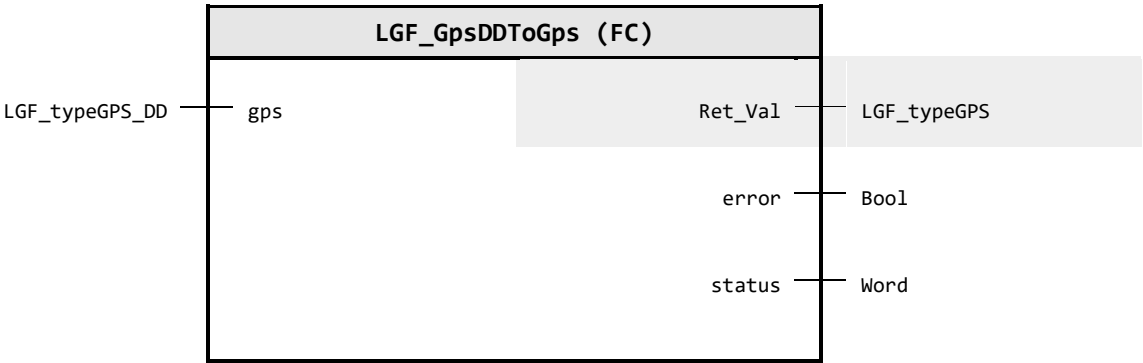 LGF_GpsDDToGps (FC)
LGF_typeGPS_DD gps Ret_Val LGF_typeGPS
error Bool
status Word